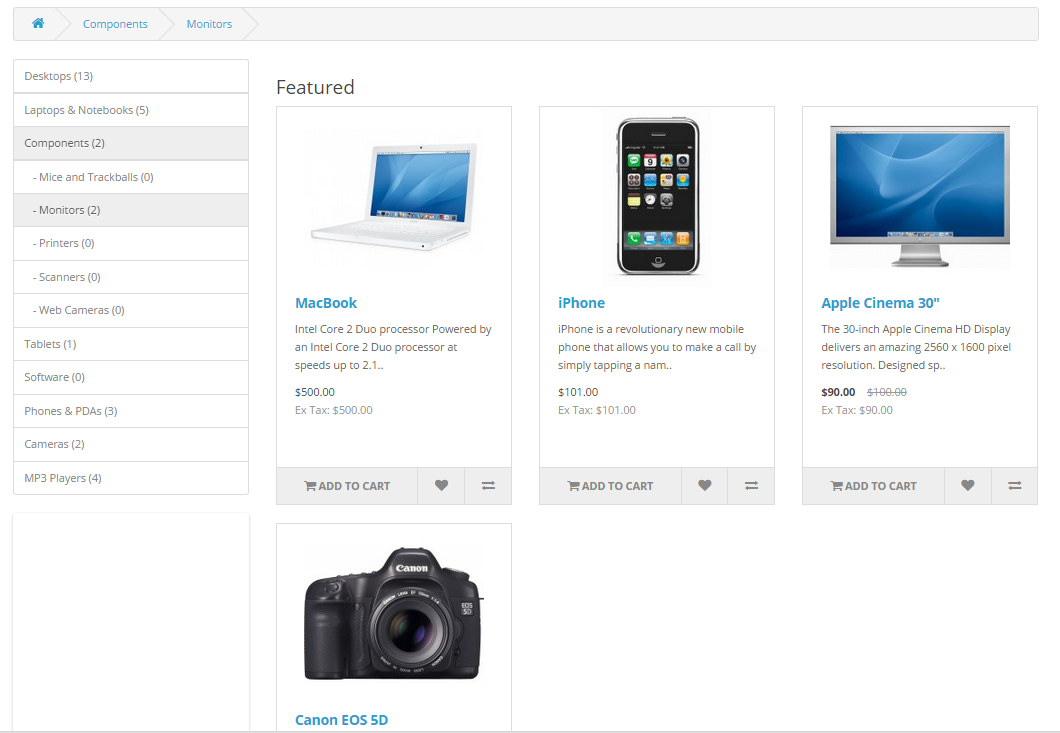 Components
Monitors
Desktops (13)
Laptops & Notebooks (5)
Components (2)
- Mice and Trackballs (0)
- Monitors (2)
- Printers (0)
- Scanners (0)
- Web Cameras (0)
Tablets (1)
Software (0)
Phones & PDAs (3)
Cameras (2)
MP3 Players (4)
Featured
MacBook
Intel Core 2 Duo processor Powered by
an Intel Core 2 Duo processor at
speeds up to 2.1..
$500.00
Ex Tax: $500.00
ADD TO CART
iPhone
iPhone is a revolutionary new mobile
phone that allows you to make a call by
simply tapping a nam..
$101.00
Ex Tax: $101.00
ADD TO CART
Apple Cinema 30"
The 30-inch Apple Cinema HD Display
delivers an amazing 2560 x 1600 pixel
resolution. Designed sp..
$90.00 $100.00
Ex Tax: $90.00
ADD TO CART
Canon
EOS
5D
Canon EOS 5D